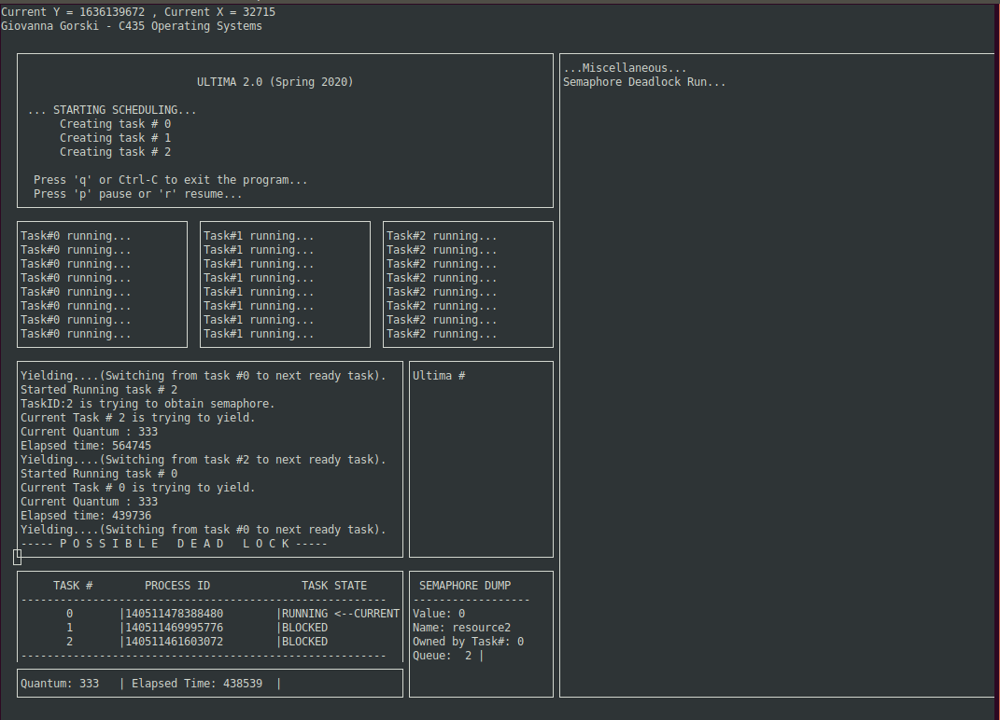 Current Y = 1636139672 , Current X = 32715
Giovanna Gorski - C435 Operating Systems
ULTIMA 2.0 (Spring 2020)
... STARTING SCHEDULING...
Creating task # 0
Creating task # 1
Creating task # 2
Press 'q' or Ctrl-C to exit the program...
Press 'p' pause or 'r' resume...
...Miscellaneous...
Semaphore Deadlock Run...
Task#0 running...
Task#0 running...
Task#0 running...
Task#0 running...
Task#0 running...
Task#0 running...
Task#0 running...
Task#0 running...
Task#1 running...
Task#1 running...
Task#1 running...
Task#1 running...
Task#1 running...
Task#1 running...
Task#1 running...
Task#1 running...
Task#2 running...
Task#2 running...
Task#2 running...
Task#2 running...
Task#2 running...
Task#2 running...
Task#2 running...
Task#2 running...
Yielding....(Switching from task #0 to next ready task).
Started Running task # 2
TaskID:2 is trying to obtain semaphore.
Current Task # 2 is trying to yield.
Current Quantum : 333
Elapsed time: 564745
Yielding....(Switching from task #2 to next ready task).
Started Running task # 0
Current Task # 0 is trying to yield.
Current Quantum : 333
Elapsed time: 439736
Yielding....(Switching from task #0 to next ready task).
----- P O S S I B L E   D E A D   L O C K -----
Ultima #
TASK #        PROCESS ID              TASK STATE
--------------------------------------------------------
0       |140511478388480        |RUNNING <--CURRENT
1       |140511469995776        |BLOCKED
2       |140511461603072        |BLOCKED
--------------------------------------------------------
Quantum: 333   | Elapsed Time: 438539  |
SEMAPHORE DUMP
------------------
Value: 0
Name: resource2
Owned by Task#: 0
Queue:  2 |